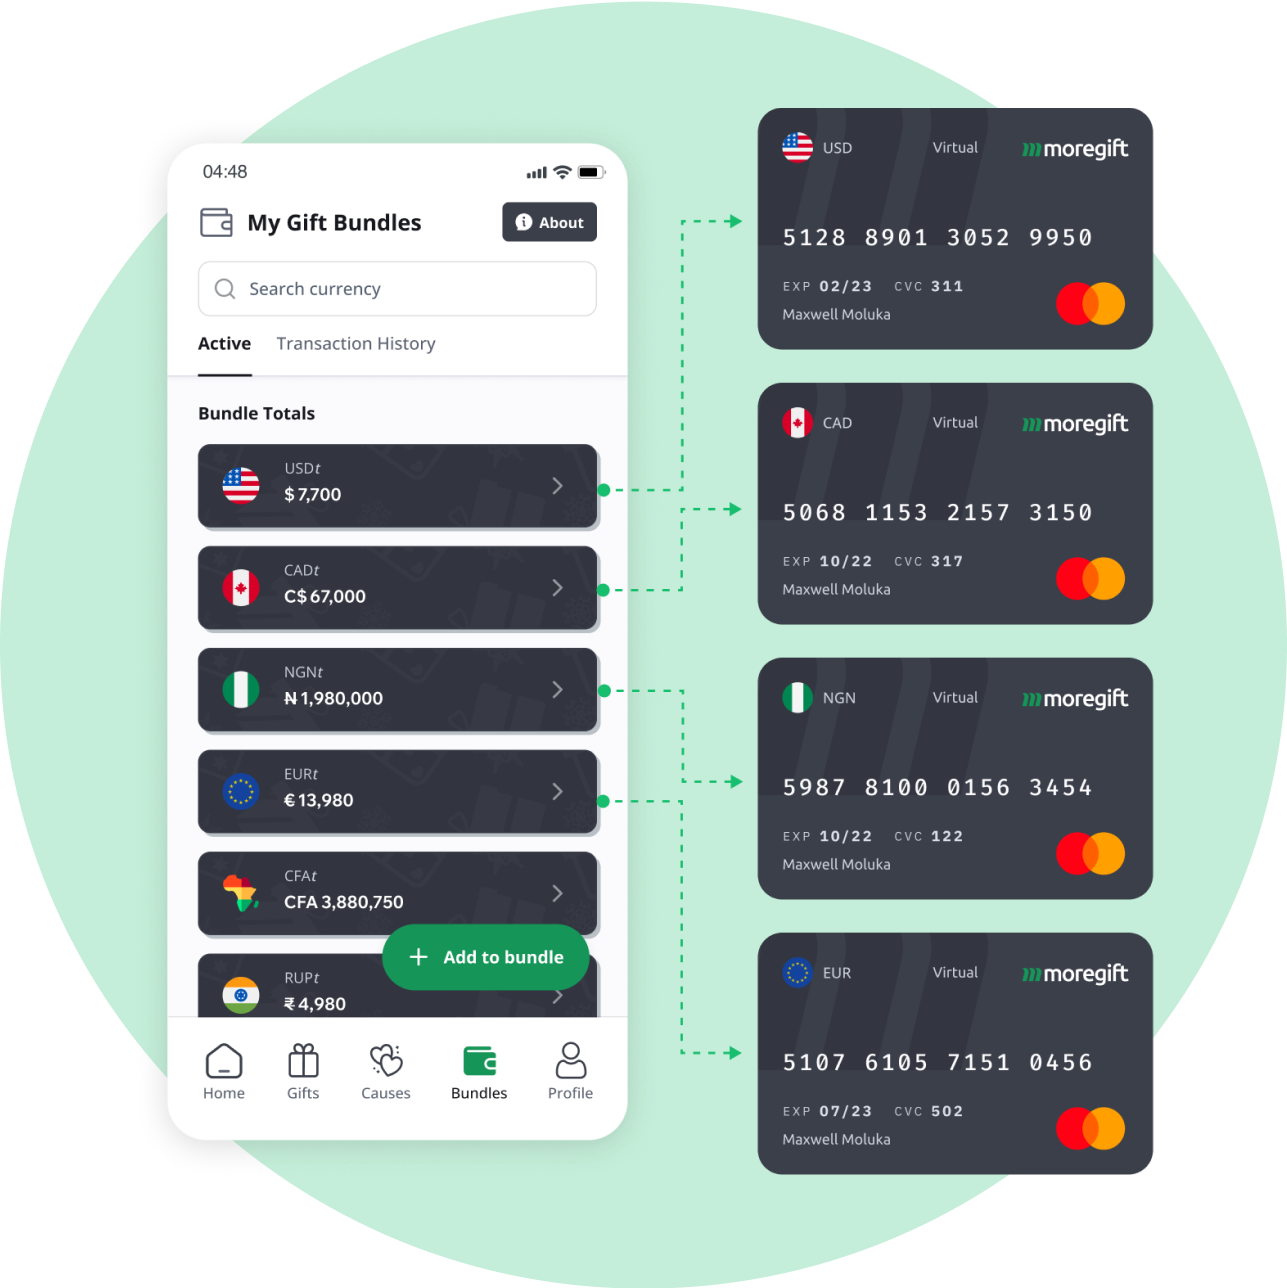 04:48
My Gift Bundles
About
Search currency
Active
Transaction History
Bundle Totals
USDt
$ 7,700
CADt
C$ 67,000
NGNt
₦ 1,980,000
EURt
€ 13,980
CFAt
CFA 3,880,750
Add to bundle
RUPt
₹ 4,980
Home
Gifts
Causes
Bundles
Profile
USD Virtual moregift
5128 8901 3052 9950
EXP 02/23 CVC 311
Maxwell Moluka
CAD Virtual moregift
5068 1153 2157 3150
EXP 10/22 CVC 317
Maxwell Moluka
NGN Virtual moregift
5987 8100 0156 3454
EXP 10/22 CVC 122
Maxwell Moluka
EUR Virtual moregift
5107 6105 7151 0456
EXP 07/23 CVC 502
Maxwell Moluka